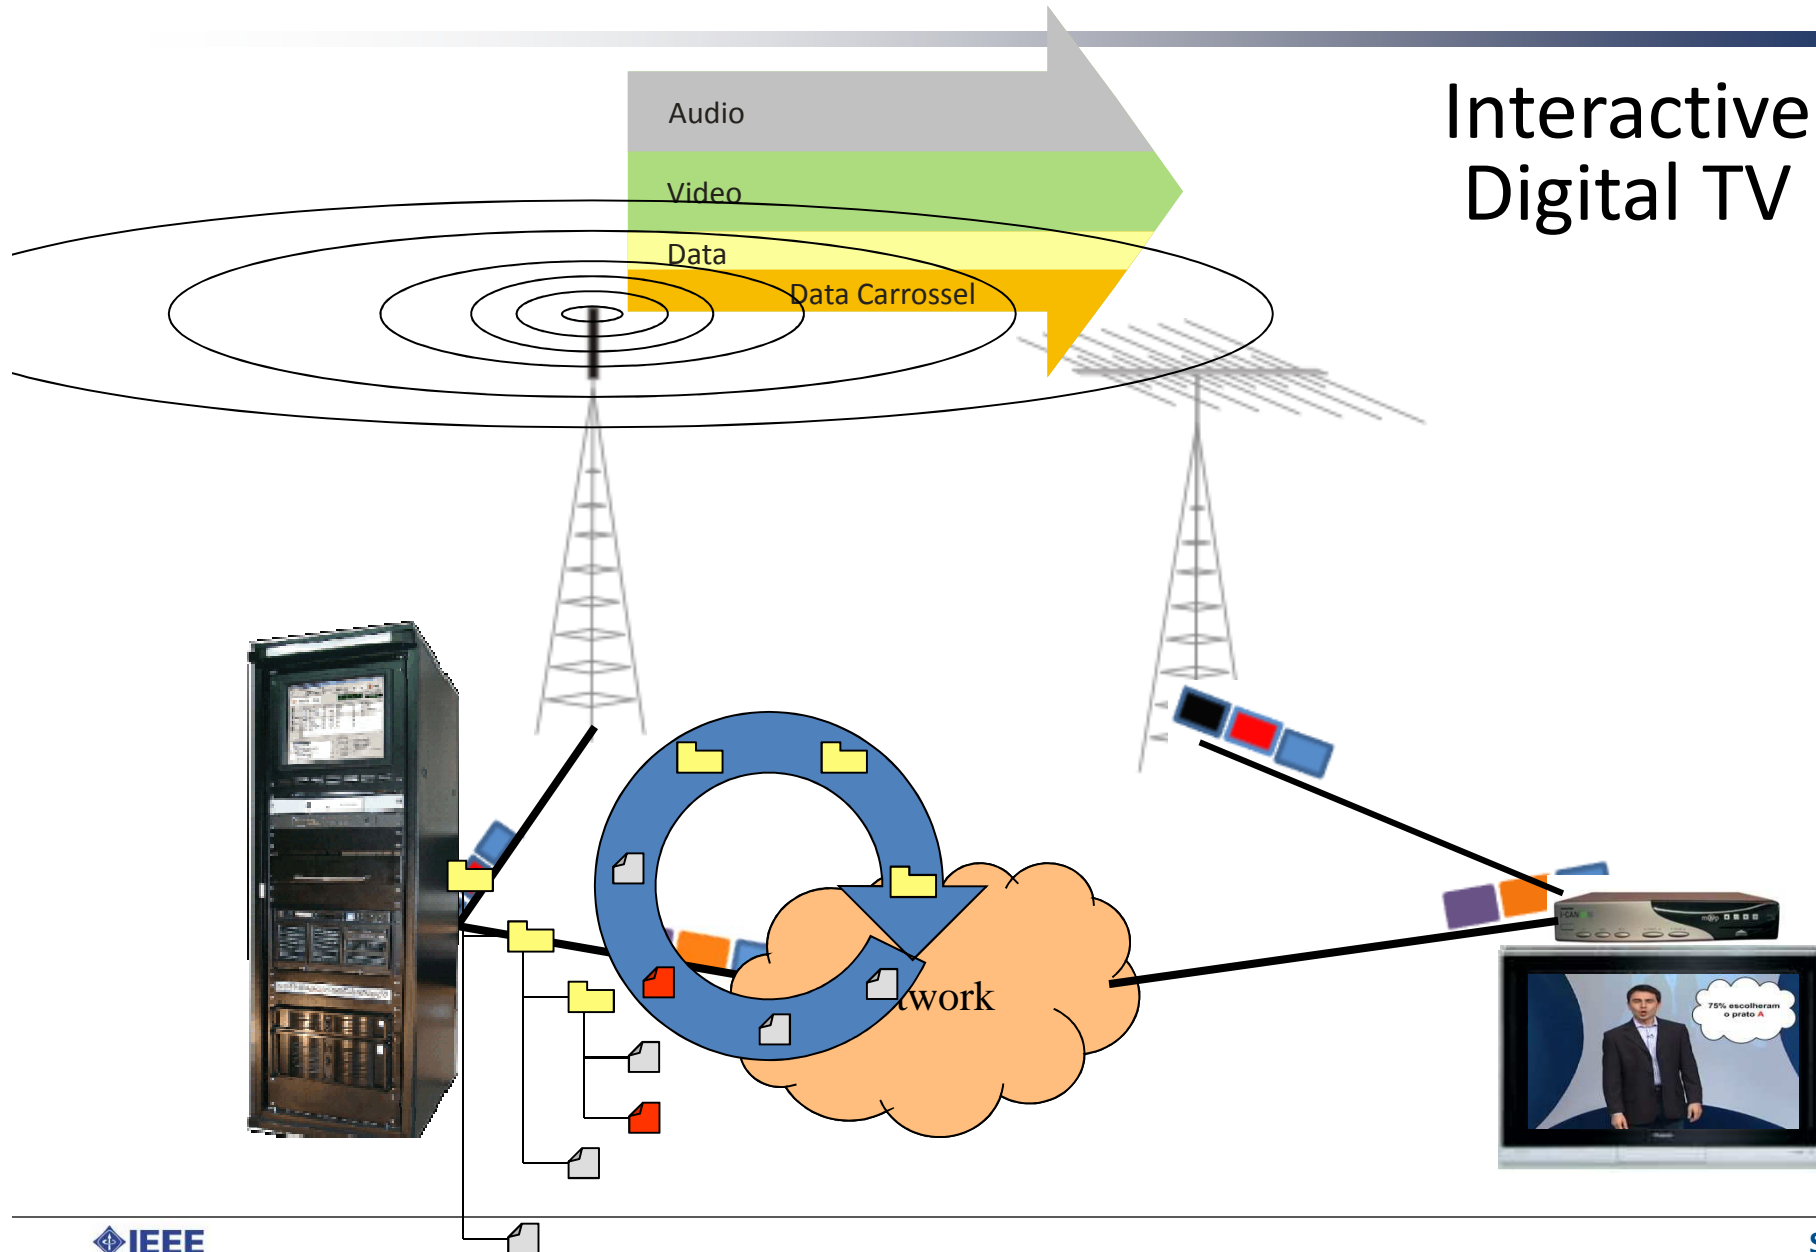 Interactive
Digital TV
Audio
Video
Data
Data Carrossel
twork
75% escolheram
o prato A
IEEE